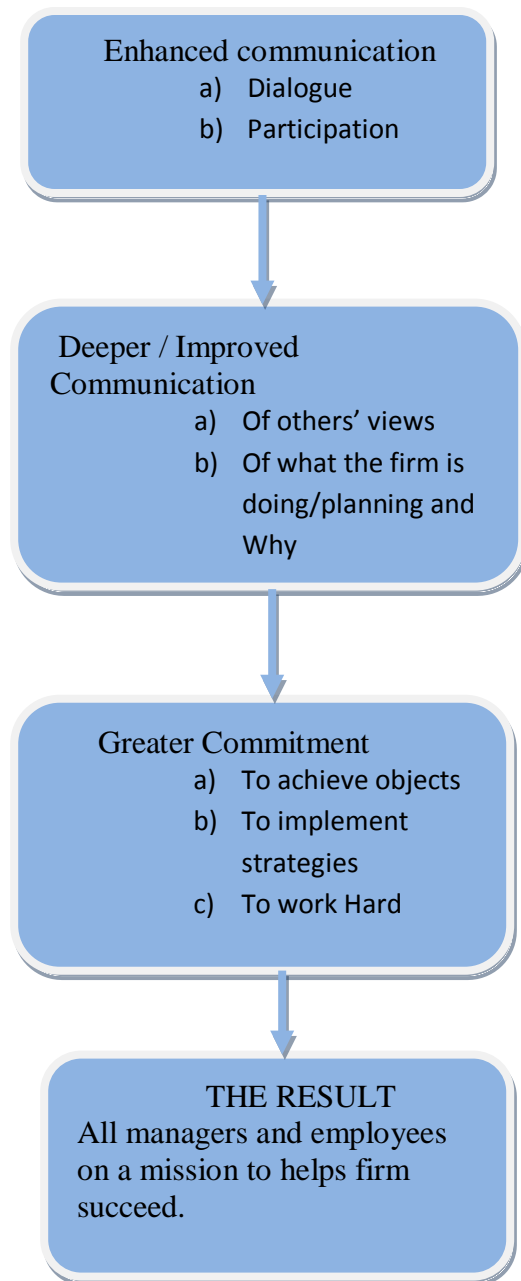 Enhanced communication
a) Dialogue
b) Participation
Deeper / Improved
Communication
a) Of others’ views
b) Of what the firm is
doing/planning and
Why
Greater Commitment
a) To achieve objects
b) To implement
strategies
c) To work Hard
THE RESULT
All managers and employees
on a mission to helps firm
succeed.